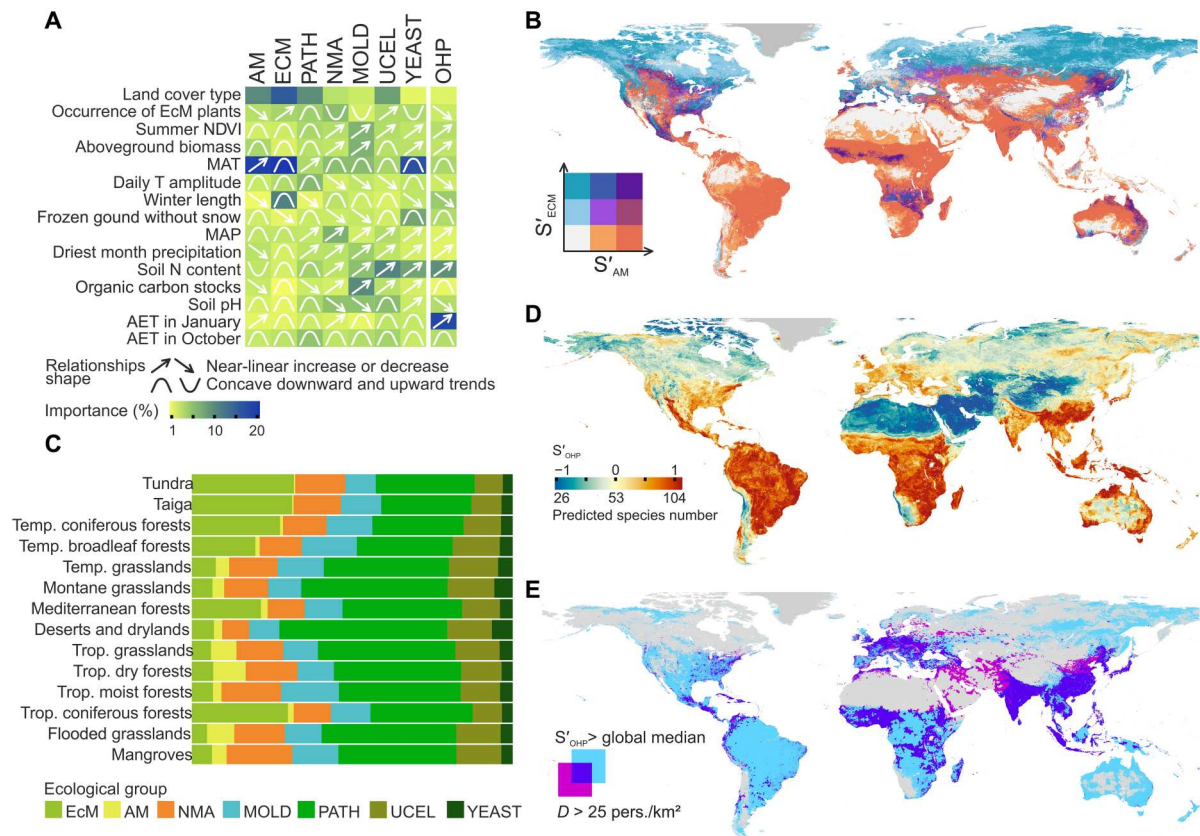 A
AM ECM PATH NMA MOLD UCEL YEAST OHP
Land cover type
Occurrence of EcM plants
Summer NDVI
Aboveground biomass
MAT
Daily T amplitude
Winter length
Frozen gound without snow
MAP
Driest month precipitation
Soil N content
Organic carbon stocks
Soil pH
AET in January
AET in October
Relationships shape
Near-linear increase or decrease
Concave downward and upward trends
Importance (%)
1 10 20
B
S′ECM
S′AM
C
Tundra
Taiga
Temp. coniferous forests
Temp. broadleaf forests
Temp. grasslands
Montane grasslands
Mediterranean forests
Deserts and drylands
Trop. grasslands
Trop. dry forests
Trop. moist forests
Trop. coniferous forests
Flooded grasslands
Mangroves
Ecological group
EcM AM NMA MOLD PATH UCEL YEAST
D
S′OHP
−1 0 1
26 53 104
Predicted species number
E
S′OHP> global median
D > 25 pers./km²